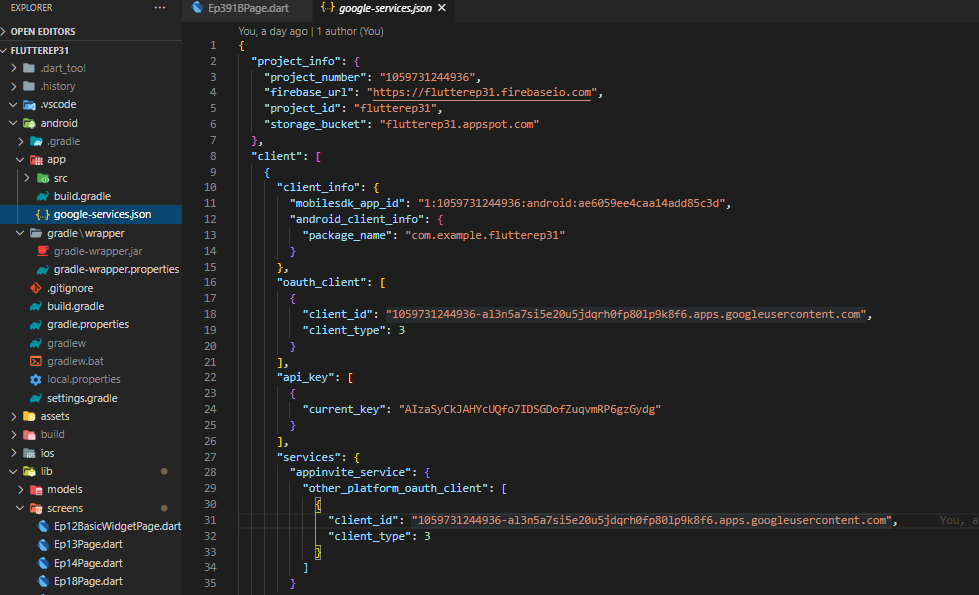 EXPLORER
···
Ep391BPage.dart
{..} google-services.json ×
OPEN EDITORS
FLUTTEREP31
.dart_tool
.history
.vscode
android
.gradle
app
src
build.gradle
{..} google-services.json
gradle \ wrapper
gradle-wrapper.jar
gradle-wrapper.properties
.gitignore
build.gradle
gradle.properties
gradlew
gradlew.bat
local.properties
settings.gradle
assets
build
ios
lib
models
screens
Ep12BasicWidgetPage.dart
Ep13Page.dart
Ep14Page.dart
Ep18Page.dart
You, a day ago | 1 author (You)
1 {
2 "project_info": {
3 "project_number": "1059731244936",
4 "firebase_url": "https://flutterep31.firebaseio.com",
5 "project_id": "flutterep31",
6 "storage_bucket": "flutterep31.appspot.com"
7 },
8 "client": [
9 {
10 "client_info": {
11 "mobilesdk_app_id": "1:1059731244936:android:ae6059ee4caa14add85c3d",
12 "android_client_info": {
13 "package_name": "com.example.flutterep31"
14 }
15 },
16 "oauth_client": [
17 {
18 "client_id": "1059731244936-al3n5a7si5e20u5jdqrh0fp80lp9k8f6.apps.googleusercontent.com",
19 "client_type": 3
20 }
21 ],
22 "api_key": [
23 {
24 "current_key": "AIzaSyCkJAHYcUQfo7IDSGDofZuqvmRP6gzGydg"
25 }
26 ],
27 "services": {
28 "appinvite_service": {
29 "other_platform_oauth_client": [
30 {
31 "client_id": "1059731244936-al3n5a7si5e20u5jdqrh0fp80lp9k8f6.apps.googleusercontent.com", You, a
32 "client_type": 3
33 }
34 ]
35 }